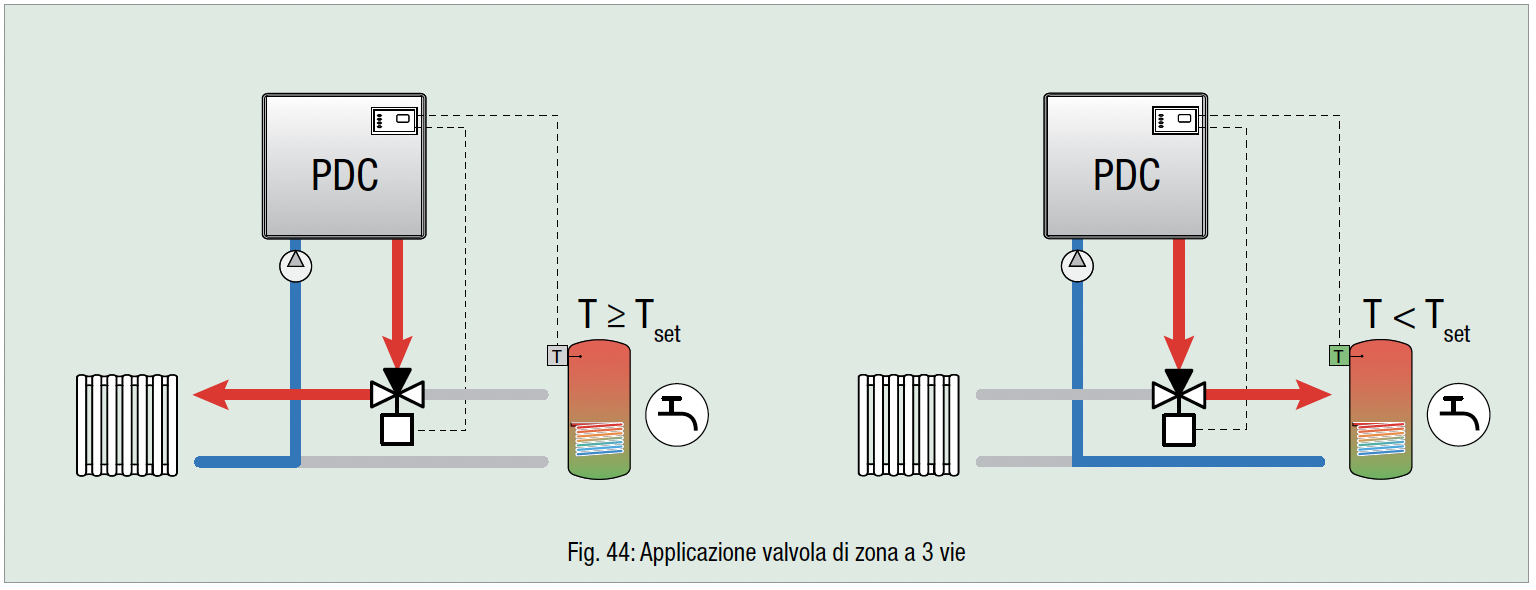 PDC
T ≥ Tset
T
PDC
T < Tset
T
Fig. 44: Applicazione valvola di zona a 3 vie